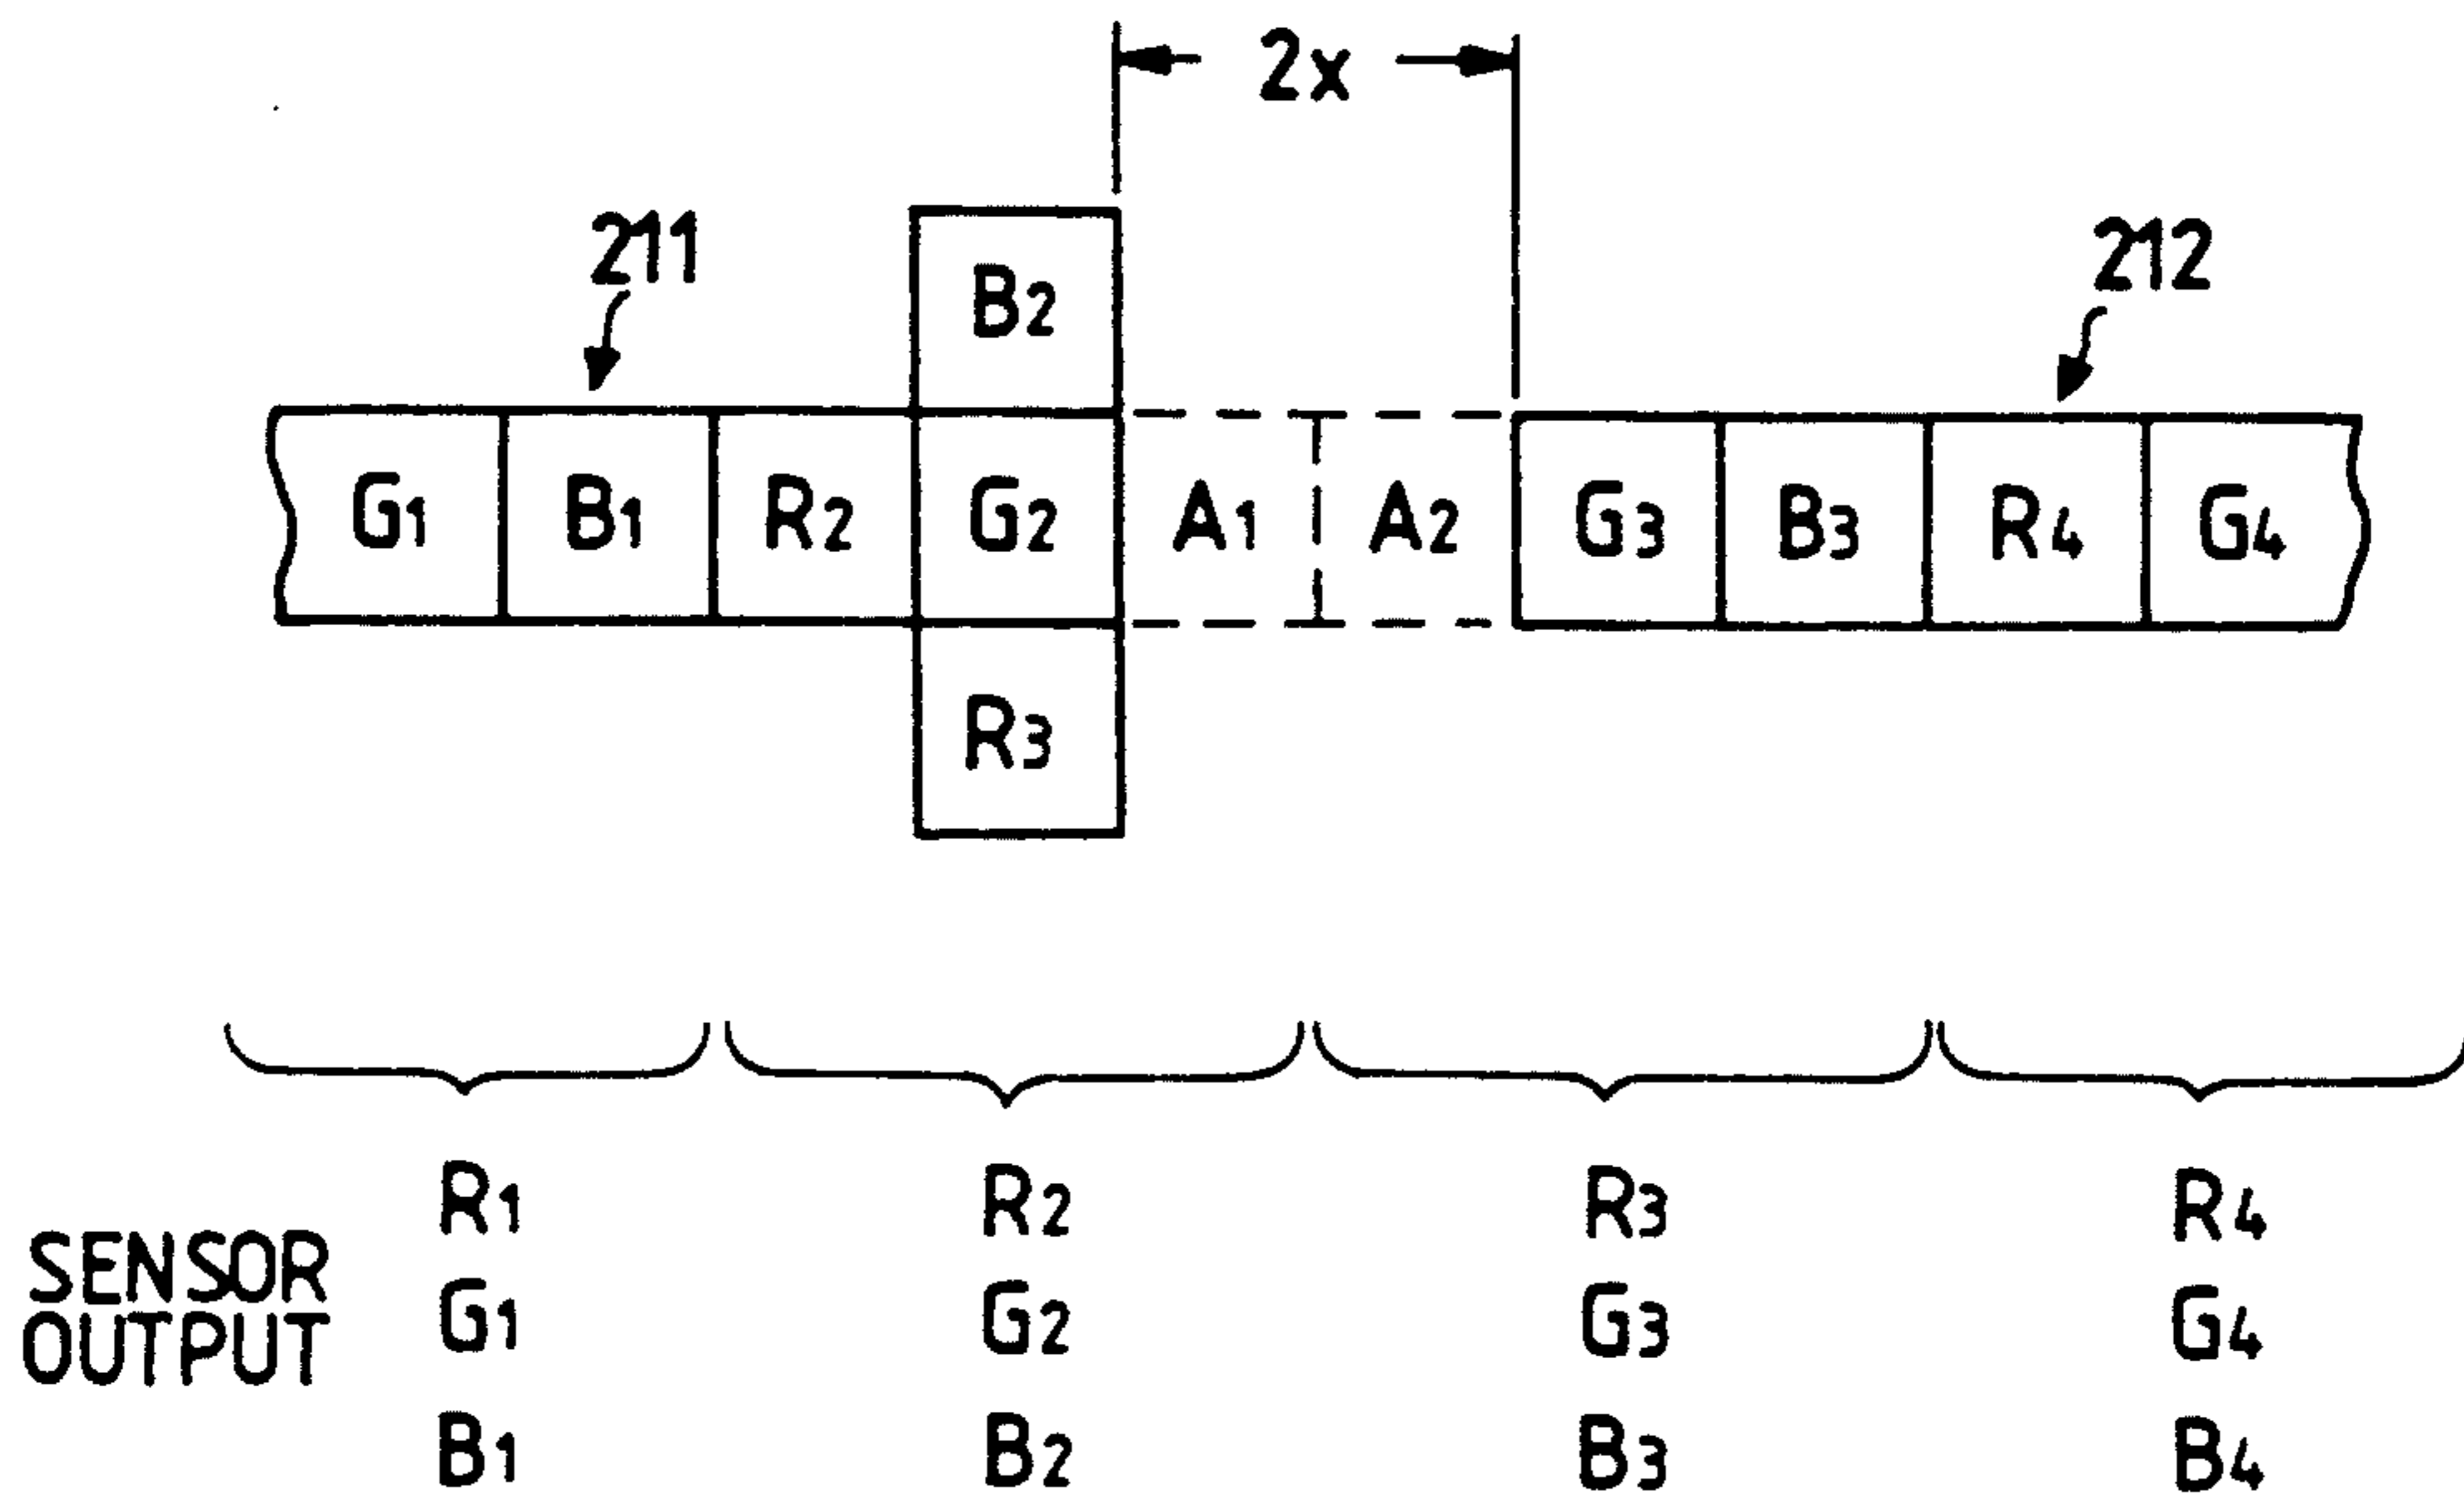 2x
211
212
B2
G1 B1 R2 G2 A1 A2 G3 B3 R4 G4
R3
R1 R2 R3 R4
SENSOR
OUTPUT
G1 G2 G3 G4
B1 B2 B3 B4